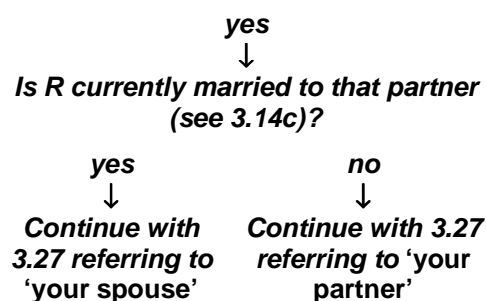 yes
↓
Is R currently married to that partner
(see 3.14c)?
yes
↓
Continue with
3.27 referring to
‘your spouse’
no
↓
Continue with 3.27
referring to ‘your
partner’